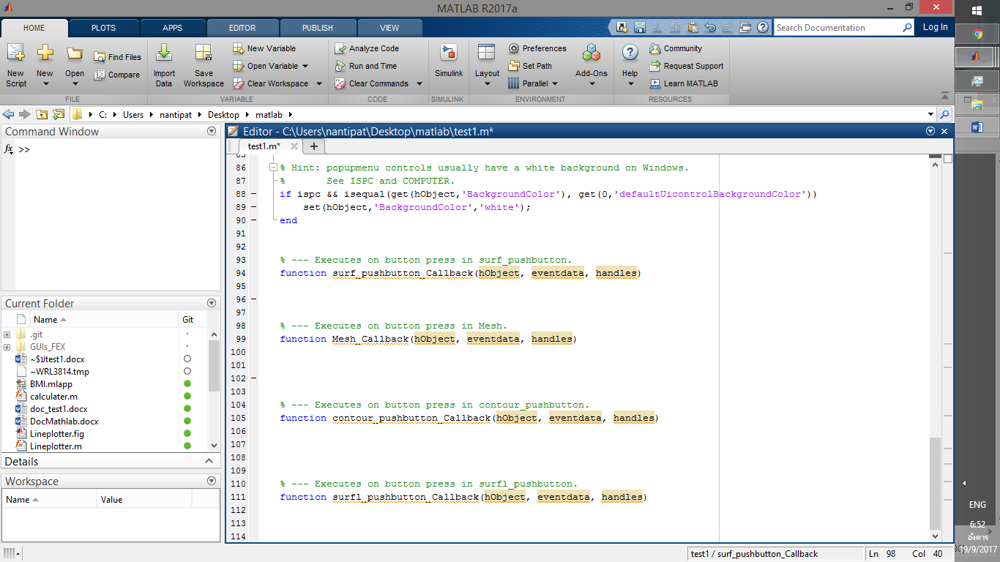 MATLAB R2017a
HOME PLOTS APPS EDITOR PUBLISH VIEW
Search Documentation
Log In
New Script
New
Open
Find Files
Compare
Import Data
Save Workspace
New Variable
Open Variable
Clear Workspace
Analyze Code
Run and Time
Clear Commands
Simulink
Layout
Preferences
Set Path
Parallel
Add-Ons
Help
Community
Request Support
Learn MATLAB
FILE VARIABLE CODE SIMULINK ENVIRONMENT RESOURCES
C: Users nantipat Desktop matlab
Command Window
fx >>
Current Folder
Name Git
.git
GUIs_FEX
~$ปtest1.docx
~WRL3814.tmp
BMI.mlapp
calculater.m
doc_test1.docx
DocMathlab.docx
Lineplotter.fig
Lineplotter.m
Details
Workspace
Name Value
Editor - C:\Users\nantipat\Desktop\matlab\test1.m*
test1.m*
85
86 % Hint: popupmenu controls usually have a white background on Windows.
87 % See ISPC and COMPUTER.
88 if ispc && isequal(get(hObject,'BackgroundColor'), get(0,'defaultUicontrolBackgroundColor'))
89 set(hObject,'BackgroundColor','white');
90 end
91
92
93 % --- Executes on button press in surf_pushbutton.
94 function surf_pushbutton_Callback(hObject, eventdata, handles)
95
96
97
98 % --- Executes on button press in Mesh.
99 function Mesh_Callback(hObject, eventdata, handles)
100
101
102
103
104 % --- Executes on button press in contour_pushbutton.
105 function contour_pushbutton_Callback(hObject, eventdata, handles)
106
107
108
109
110 % --- Executes on button press in surfl_pushbutton.
111 function surfl_pushbutton_Callback(hObject, eventdata, handles)
112
113
114
test1 / surf_pushbutton_Callback
Ln 98 Col 40
ENG
6:52
อังคาร
19/9/2017